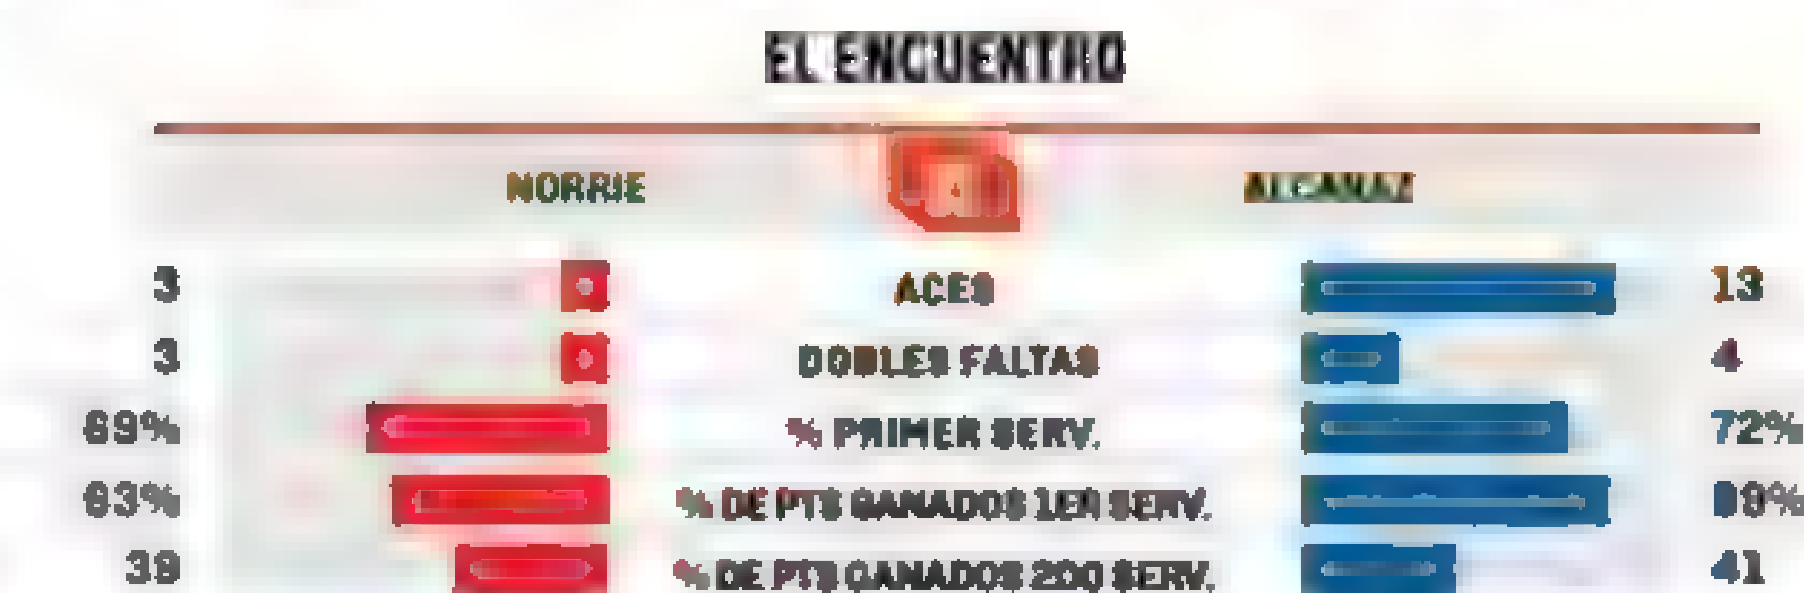 EL ENCUENTRO
NORRIE ALCARAZ
3 ACES 13
3 DOBLES FALTAS 4
69% % PRIMER SERV. 72%
63% % DE PTS GANADOS 1ER SERV.
39 % DE PTS GANADOS 2DO SERV. 41